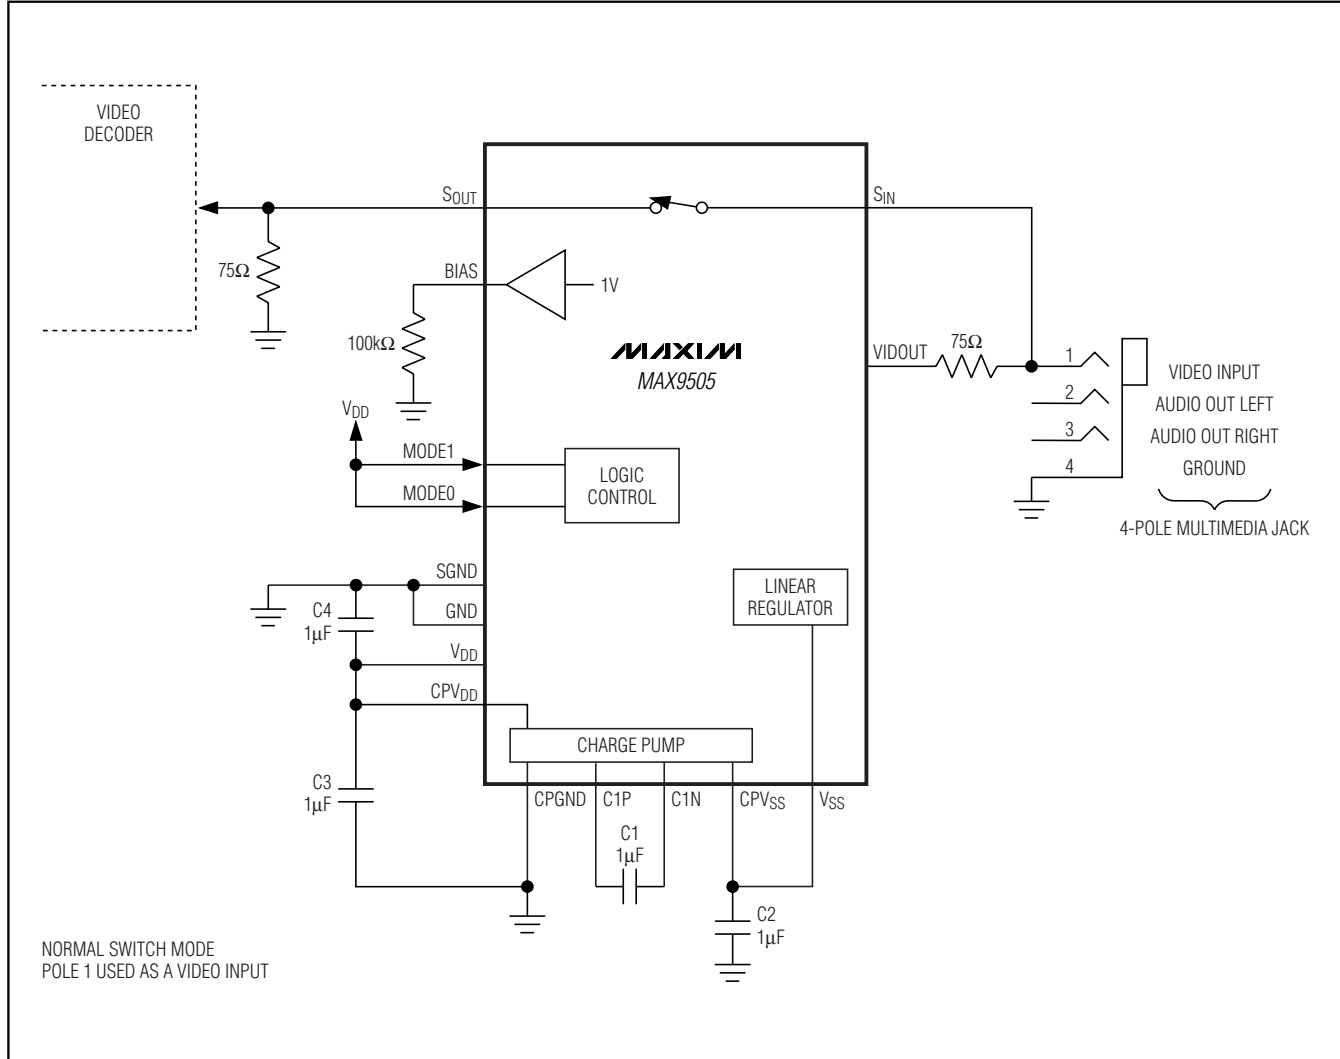 VIDEO
DECODER
SOUT
SIN
75Ω
BIAS
1V
100kΩ
MAXIM
MAX9505
VIDOUT
75Ω
1
VIDEO INPUT
2
AUDIO OUT LEFT
3
AUDIO OUT RIGHT
4
GROUND
4-POLE MULTIMEDIA JACK
VDD
MODE1
MODE0
LOGIC
CONTROL
SGND
GND
C4
1µF
VDD
CPVDD
LINEAR
REGULATOR
CHARGE PUMP
C3
1µF
CPGND
C1P
C1N
CPVSS
VSS
C1
1µF
C2
1µF
NORMAL SWITCH MODE
POLE 1 USED AS A VIDEO INPUT